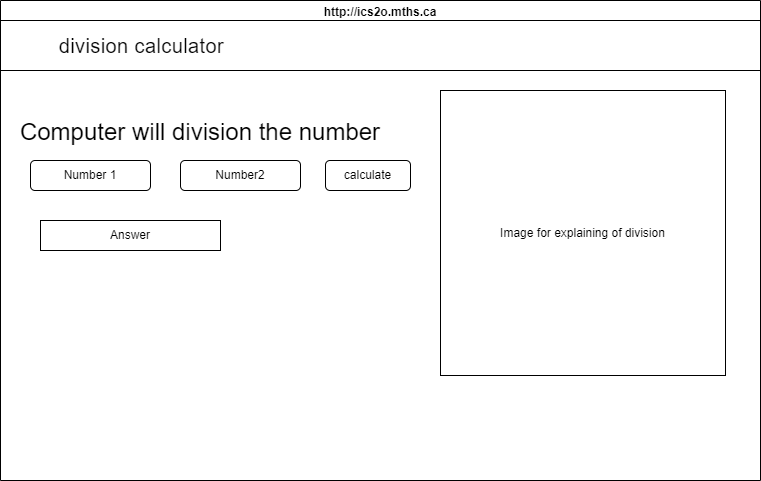 http://ics2o.mths.ca
division calculator
Computer will division the number
Number 1
Number2
calculate
Answer
Image for explaining of division